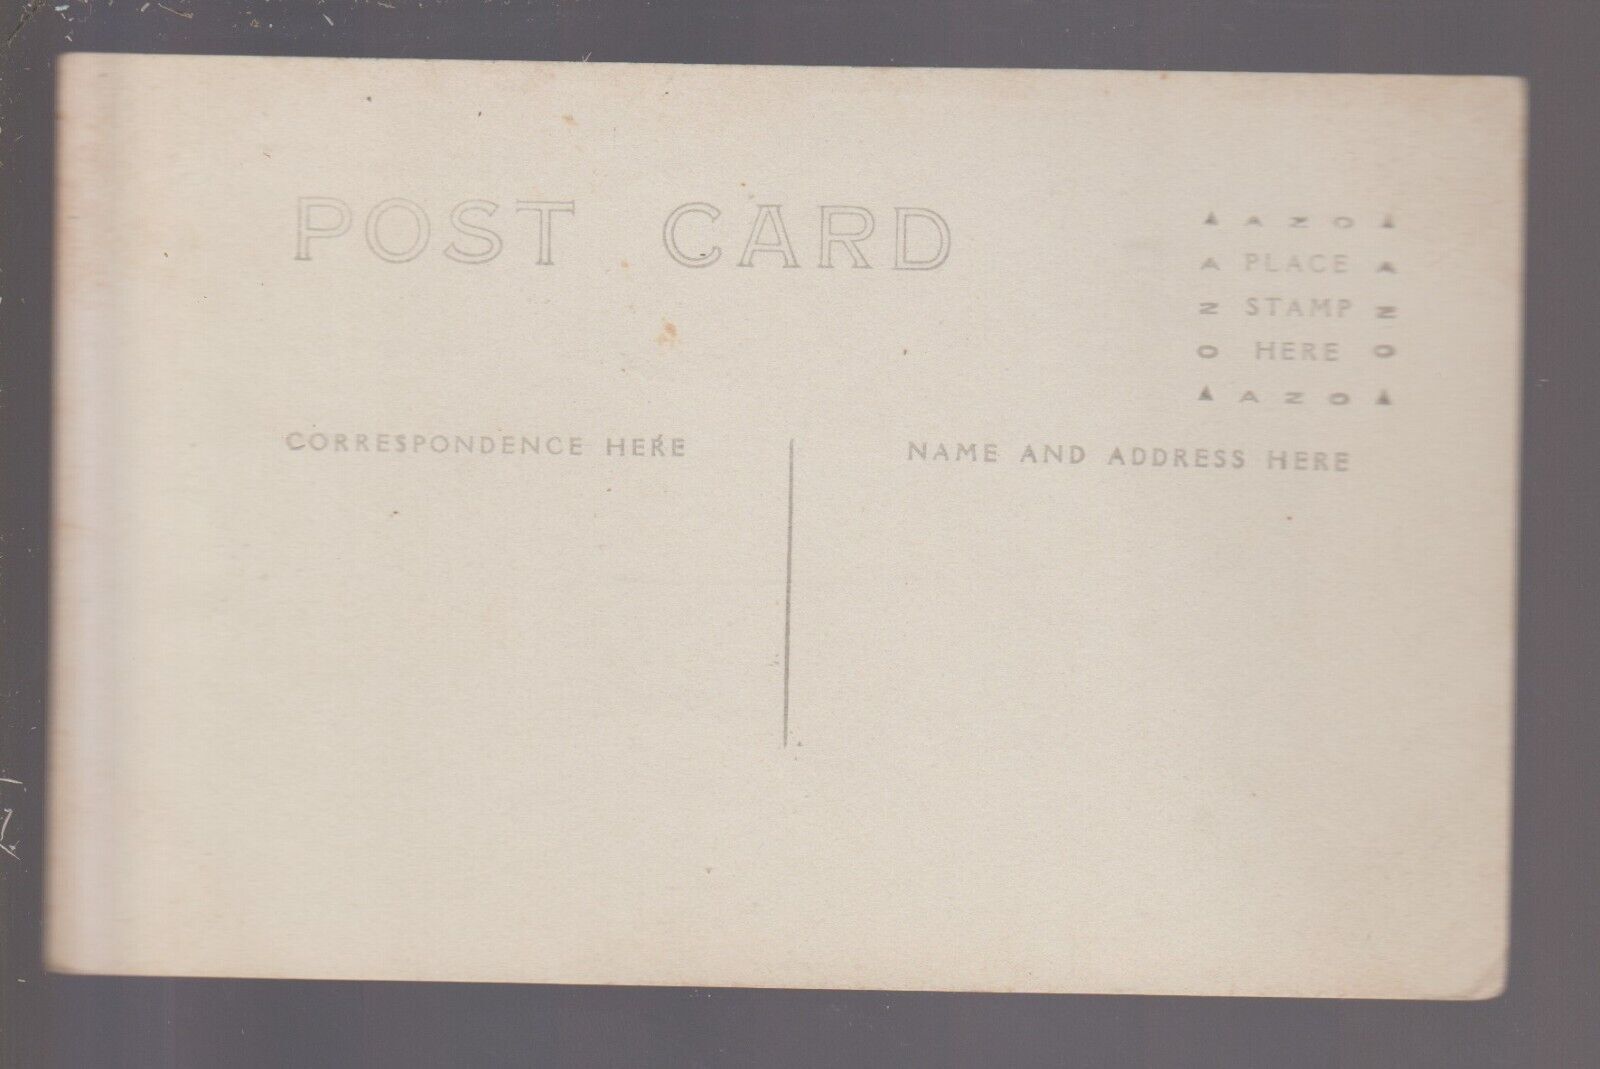 POST CARD
▲ AZO ▲
A PLACE A
N STAMP N
O HERE O
▲ AZO ▲
CORRESPONDENCE HERE
NAME AND ADDRESS HERE